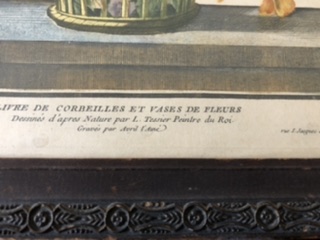 LIVRE DE CORBEILLES ET VASES DE FLEURS
Dessinés d'apres Nature par L. Tessier Peintre du Roi
Gravés par Avril l'Ainé
rue S. Jacques